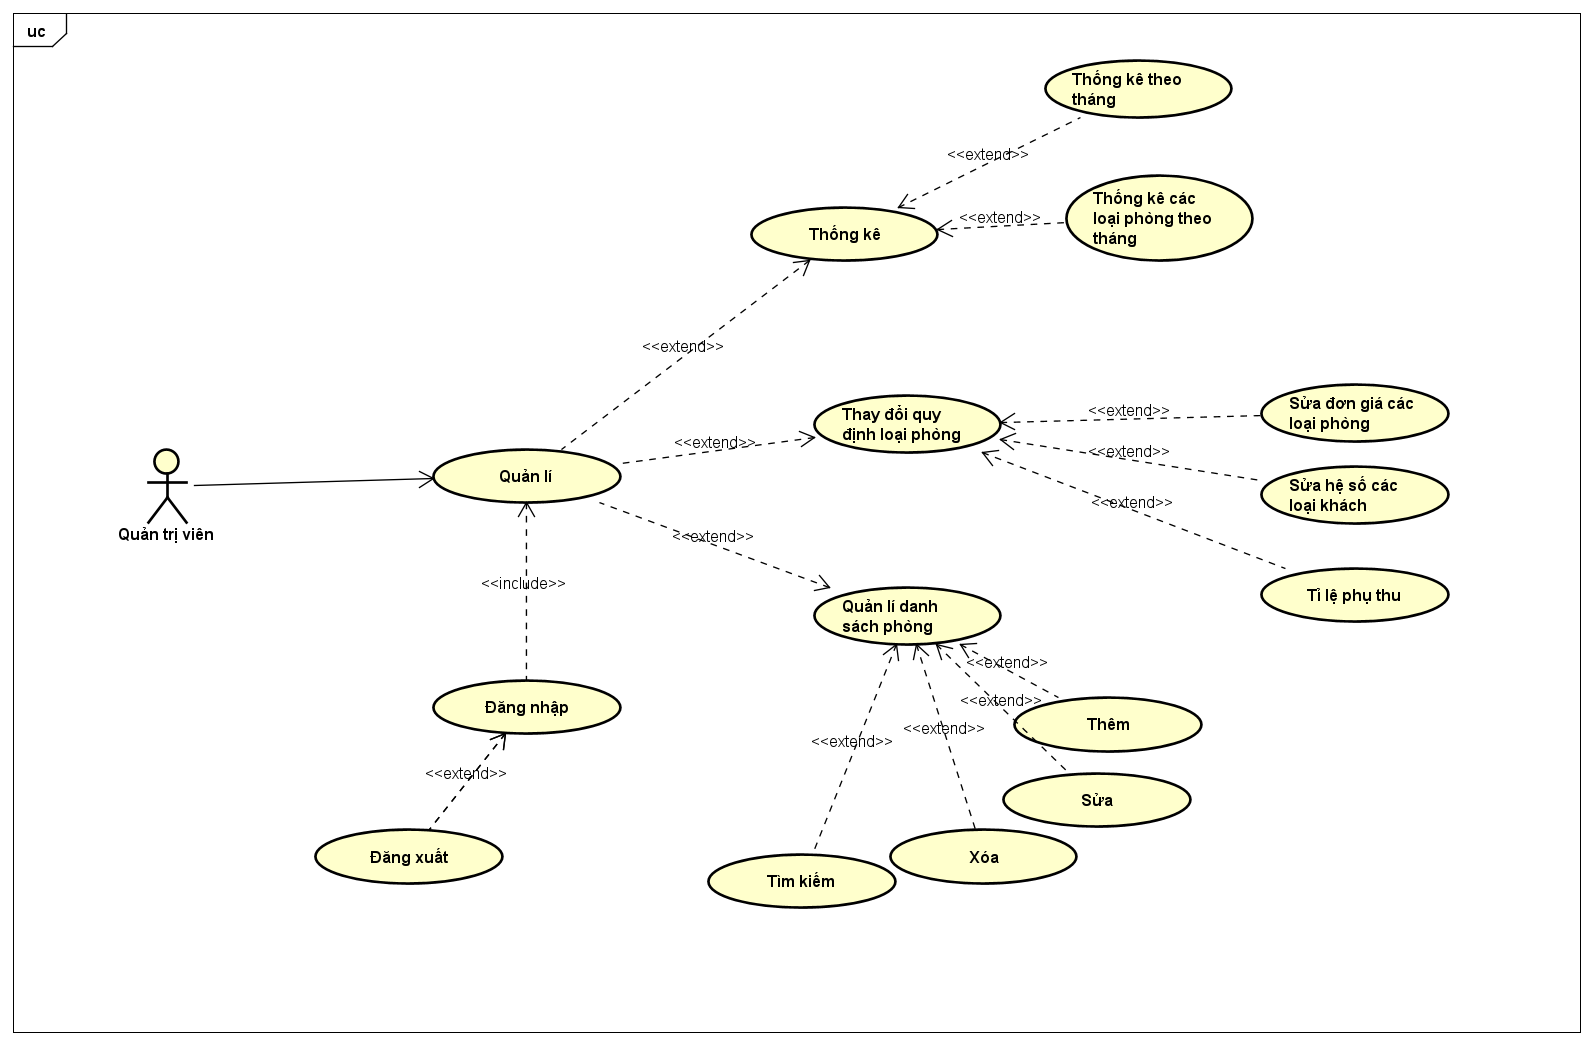 uc
Thống kê theo
tháng
<<extend>>
Thống kê các
loại phòng theo
tháng
<<extend>>
Thống kê
<<extend>>
Sửa đơn giá các
loại phòng
<<extend>>
Thay đổi quy
định loại phòng
<<extend>>
<<extend>>
Quản lí
Sửa hệ số các
loại khách
<<extend>>
Quản trị viên
<<extend>>
<<include>>
Tỉ lệ phụ thu
Quản lí danh
sách phòng
<<extend>>
<<extend>>
Đăng nhập
Thêm
<<extend>>
<<extend>>
<<extend>>
Sửa
Đăng xuất
Xóa
Tìm kiếm